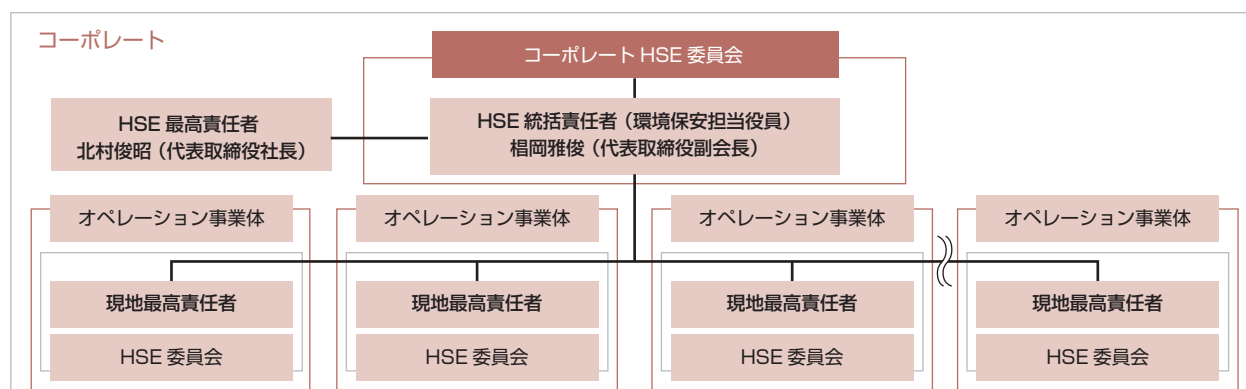 コーポレート
コーポレート HSE 委員会
HSE 最高責任者
北村俊昭（代表取締役社長）
HSE 統括責任者（環境保安担当役員）
椙岡雅俊（代表取締役副会長）
オペレーション事業体
オペレーション事業体
オペレーション事業体
オペレーション事業体
現地最高責任者
現地最高責任者
現地最高責任者
現地最高責任者
HSE 委員会
HSE 委員会
HSE 委員会
HSE 委員会